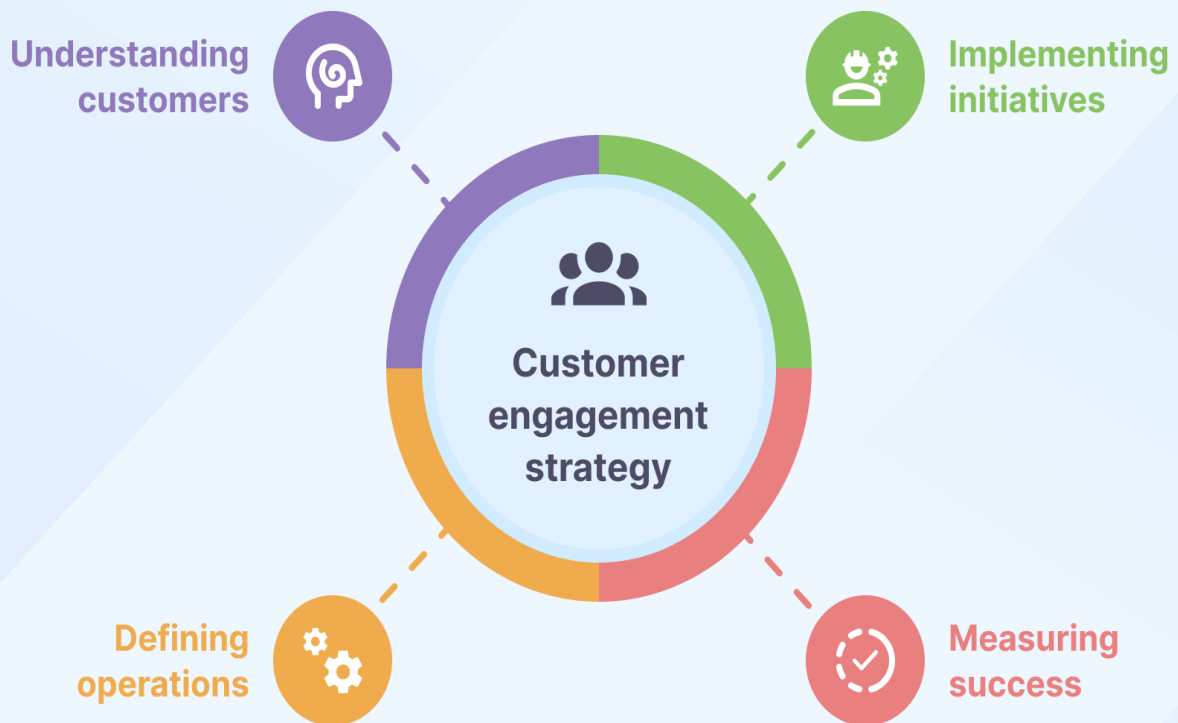 Understanding
customers
Implementing
initiatives
Customer
engagement
strategy
Defining
operations
Measuring
success